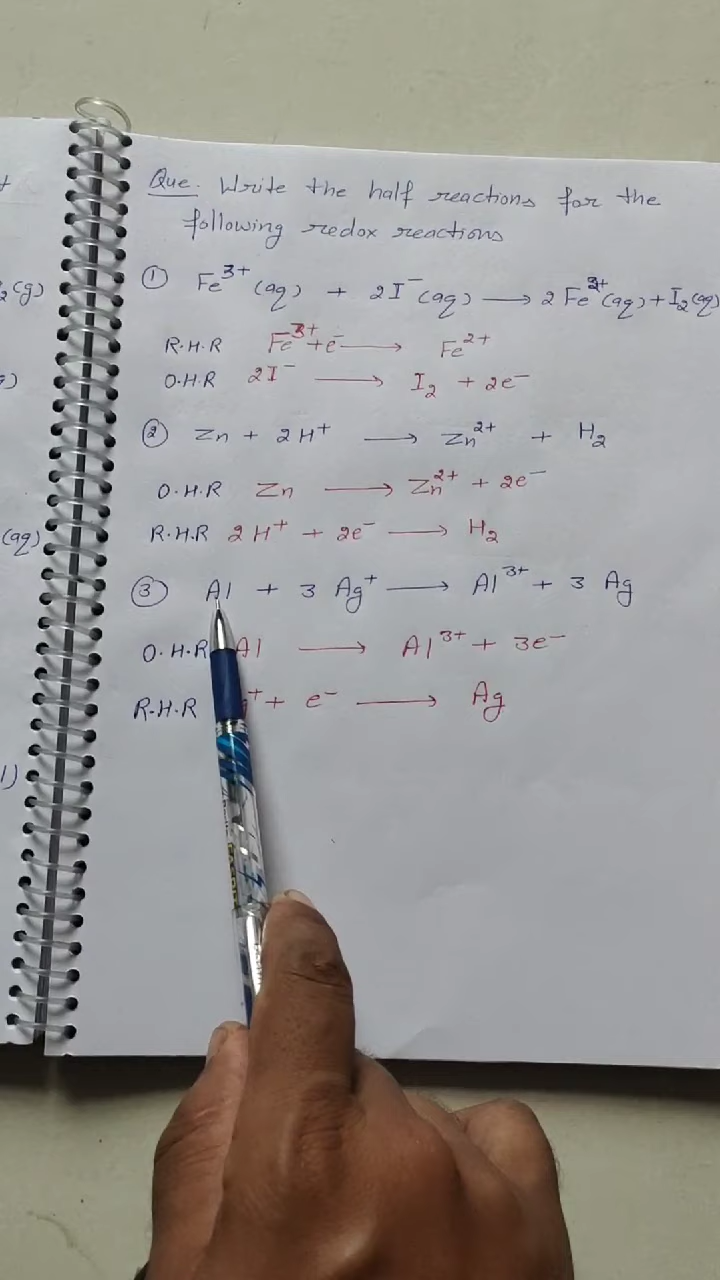 Que. Write the half reactions for the
following redox reactions
① Fe³⁺(aq) + 2I⁻(aq) ⟶ 2Fe²⁺(aq) + I₂(aq)
R.H.R Fe³⁺ + e⁻ ⟶ Fe²⁺
O.H.R 2I⁻ ⟶ I₂ + 2e⁻
② Zn + 2H⁺ ⟶ Zn²⁺ + H₂
O.H.R Zn ⟶ Zn²⁺ + 2e⁻
R.H.R 2H⁺ + 2e⁻ ⟶ H₂
③ Al + 3 Ag⁺ ⟶ Al³⁺ + 3 Ag
O.H.R Al ⟶ Al³⁺ + 3e⁻
R.H.R ⁺ + e⁻ ⟶ Ag
(g)
(aq)